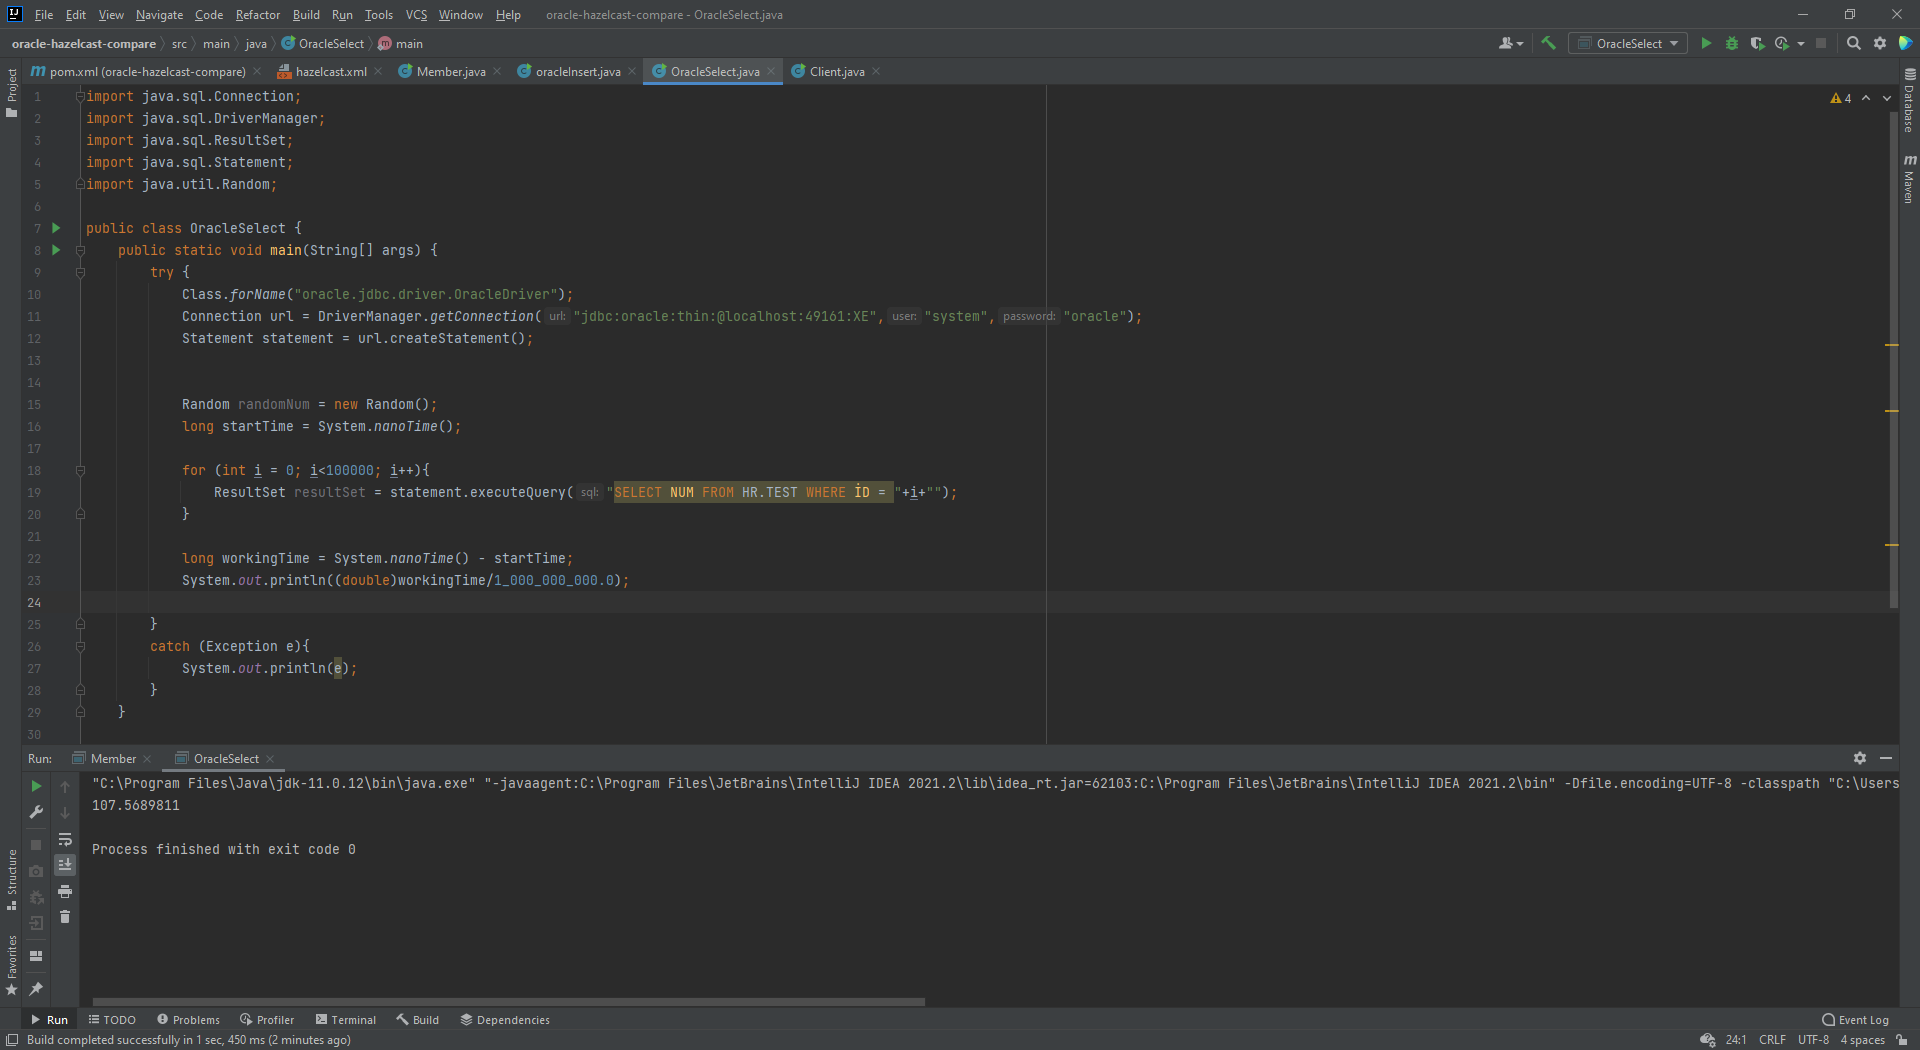 File Edit View Navigate Code Refactor Build Run Tools VCS Window Help oracle-hazelcast-compare - OracleSelect.java
oracle-hazelcast-compare src main java OracleSelect main OracleSelect
pom.xml (oracle-hazelcast-compare) hazelcast.xml Member.java oracleInsert.java OracleSelect.java Client.java
Project
4
Database
Maven
1 import java.sql.Connection;
2 import java.sql.DriverManager;
3 import java.sql.ResultSet;
4 import java.sql.Statement;
5 import java.util.Random;
6
7 public class OracleSelect {
8 public static void main(String[] args) {
9 try {
10 Class.forName("oracle.jdbc.driver.OracleDriver");
11 Connection url = DriverManager.getConnection( url: "jdbc:oracle:thin:@localhost:49161:XE", user: "system", password: "oracle");
12 Statement statement = url.createStatement();
13
14
15 Random randomNum = new Random();
16 long startTime = System.nanoTime();
17
18 for (int i = 0; i<100000; i++){
19 ResultSet resultSet = statement.executeQuery( sql: "SELECT NUM FROM HR.TEST WHERE İD = "+i+"");
20 }
21
22 long workingTime = System.nanoTime() - startTime;
23 System.out.println((double)workingTime/1_000_000_000.0);
24
25 }
26 catch (Exception e){
27 System.out.println(e);
28 }
29 }
30
Run: Member OracleSelect
"C:\Program Files\Java\jdk-11.0.12\bin\java.exe" "-javaagent:C:\Program Files\JetBrains\IntelliJ IDEA 2021.2\lib\idea_rt.jar=62103:C:\Program Files\JetBrains\IntelliJ IDEA 2021.2\bin" -Dfile.encoding=UTF-8 -classpath "C:\Users
107.5689811
Process finished with exit code 0
Structure
Favorites
Run TODO Problems Profiler Terminal Build Dependencies Event Log
Build completed successfully in 1 sec, 450 ms (2 minutes ago) 24:1 CRLF UTF-8 4 spaces